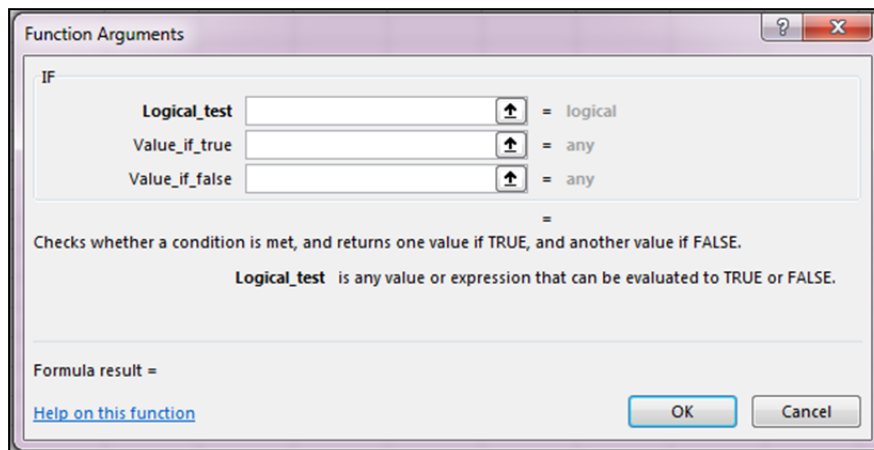 Function Arguments
?
IF
Logical_test = logical
Value_if_true = any
Value_if_false = any
=
Checks whether a condition is met, and returns one value if TRUE, and another value if FALSE.
Logical_test is any value or expression that can be evaluated to TRUE or FALSE.
Formula result =
Help on this function OK Cancel